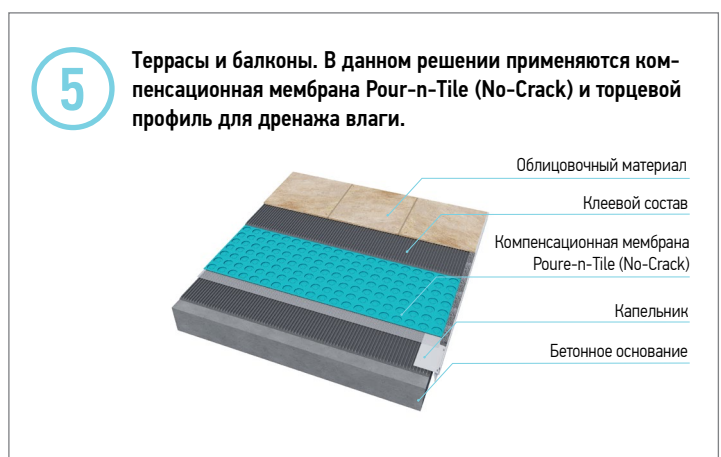 5
Террасы и балконы. В данном решении применяются ком-
пенсационная мембрана Pour-n-Tile (No-Crack) и торцевой
профиль для дренажа влаги.
Облицовочный материал
Клеевой состав
Компенсационная мембрана
Poure-n-Tile (No-Crack)
Капельник
Бетонное основание